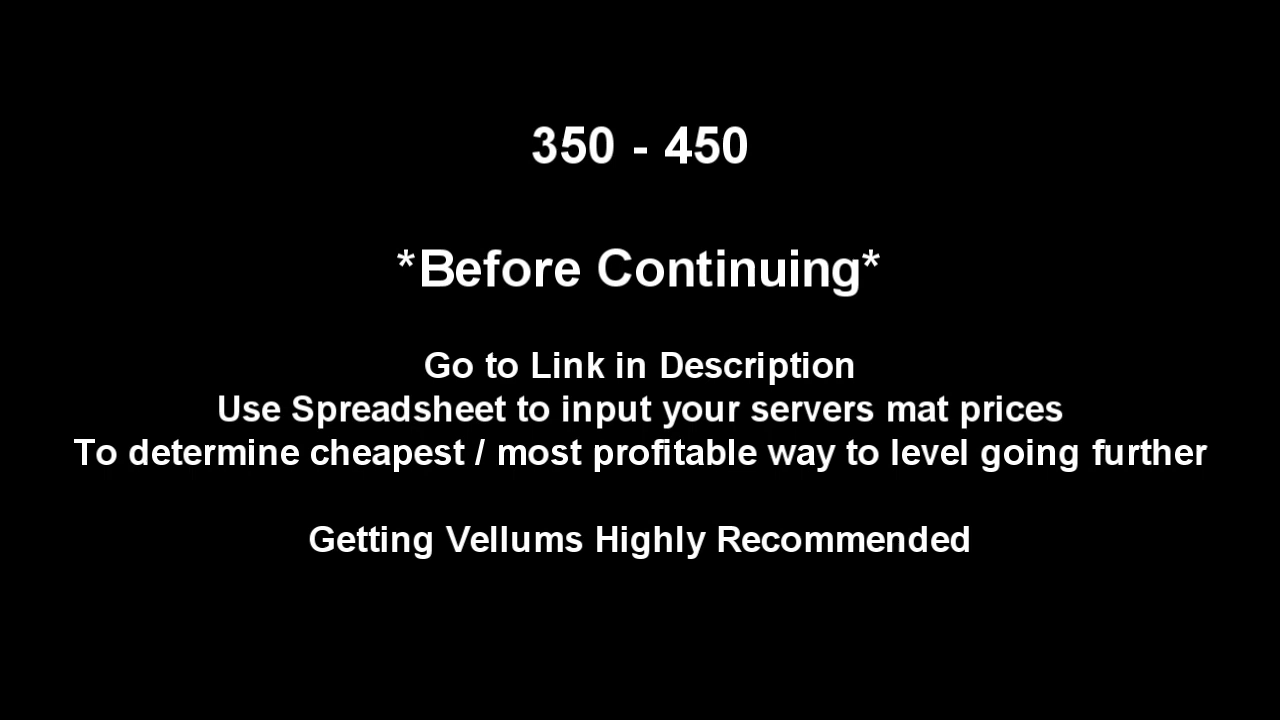 350 - 450
*Before Continuing*
Go to Link in Description
Use Spreadsheet to input your servers mat prices
To determine cheapest / most profitable way to level going further
Getting Vellums Highly Recommended